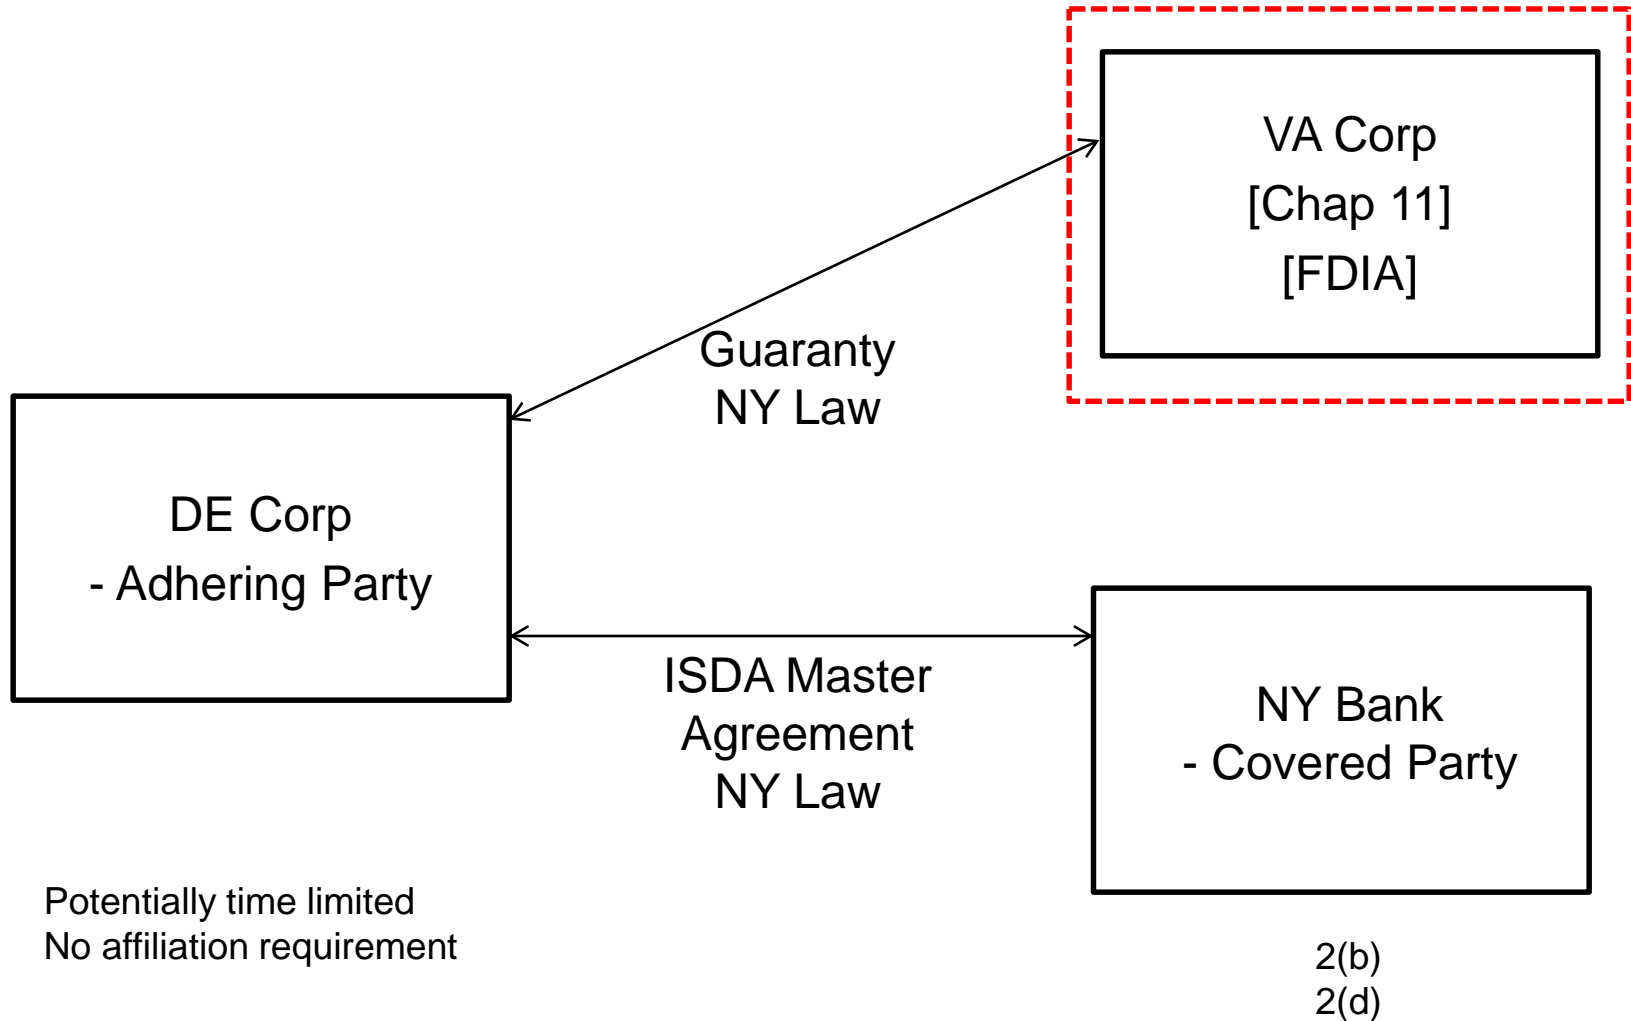 VA Corp
[Chap 11]
[FDIA]
Guaranty
NY Law
DE Corp
- Adhering Party
ISDA Master
Agreement
NY Law
NY Bank
- Covered Party
Potentially time limited
No affiliation requirement
2(b)
2(d)